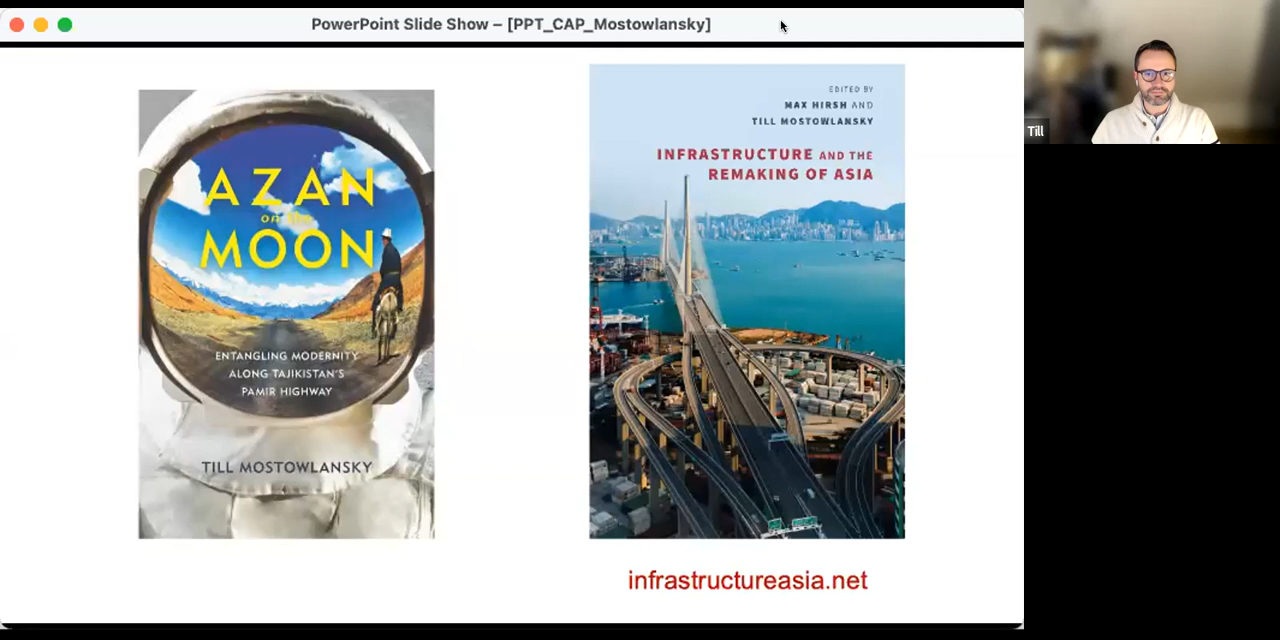 PowerPoint Slide Show – [PPT_CAP_Mostowlansky]
AZAN
on the
MOON
ENTANGLING MODERNITY
ALONG TAJIKISTAN'S
PAMIR HIGHWAY
TILL MOSTOWLANSKY
EDITED BY
MAX HIRSH AND
TILL MOSTOWLANSKY
INFRASTRUCTURE AND THE
REMAKING OF ASIA
infrastructureasia.net
Till